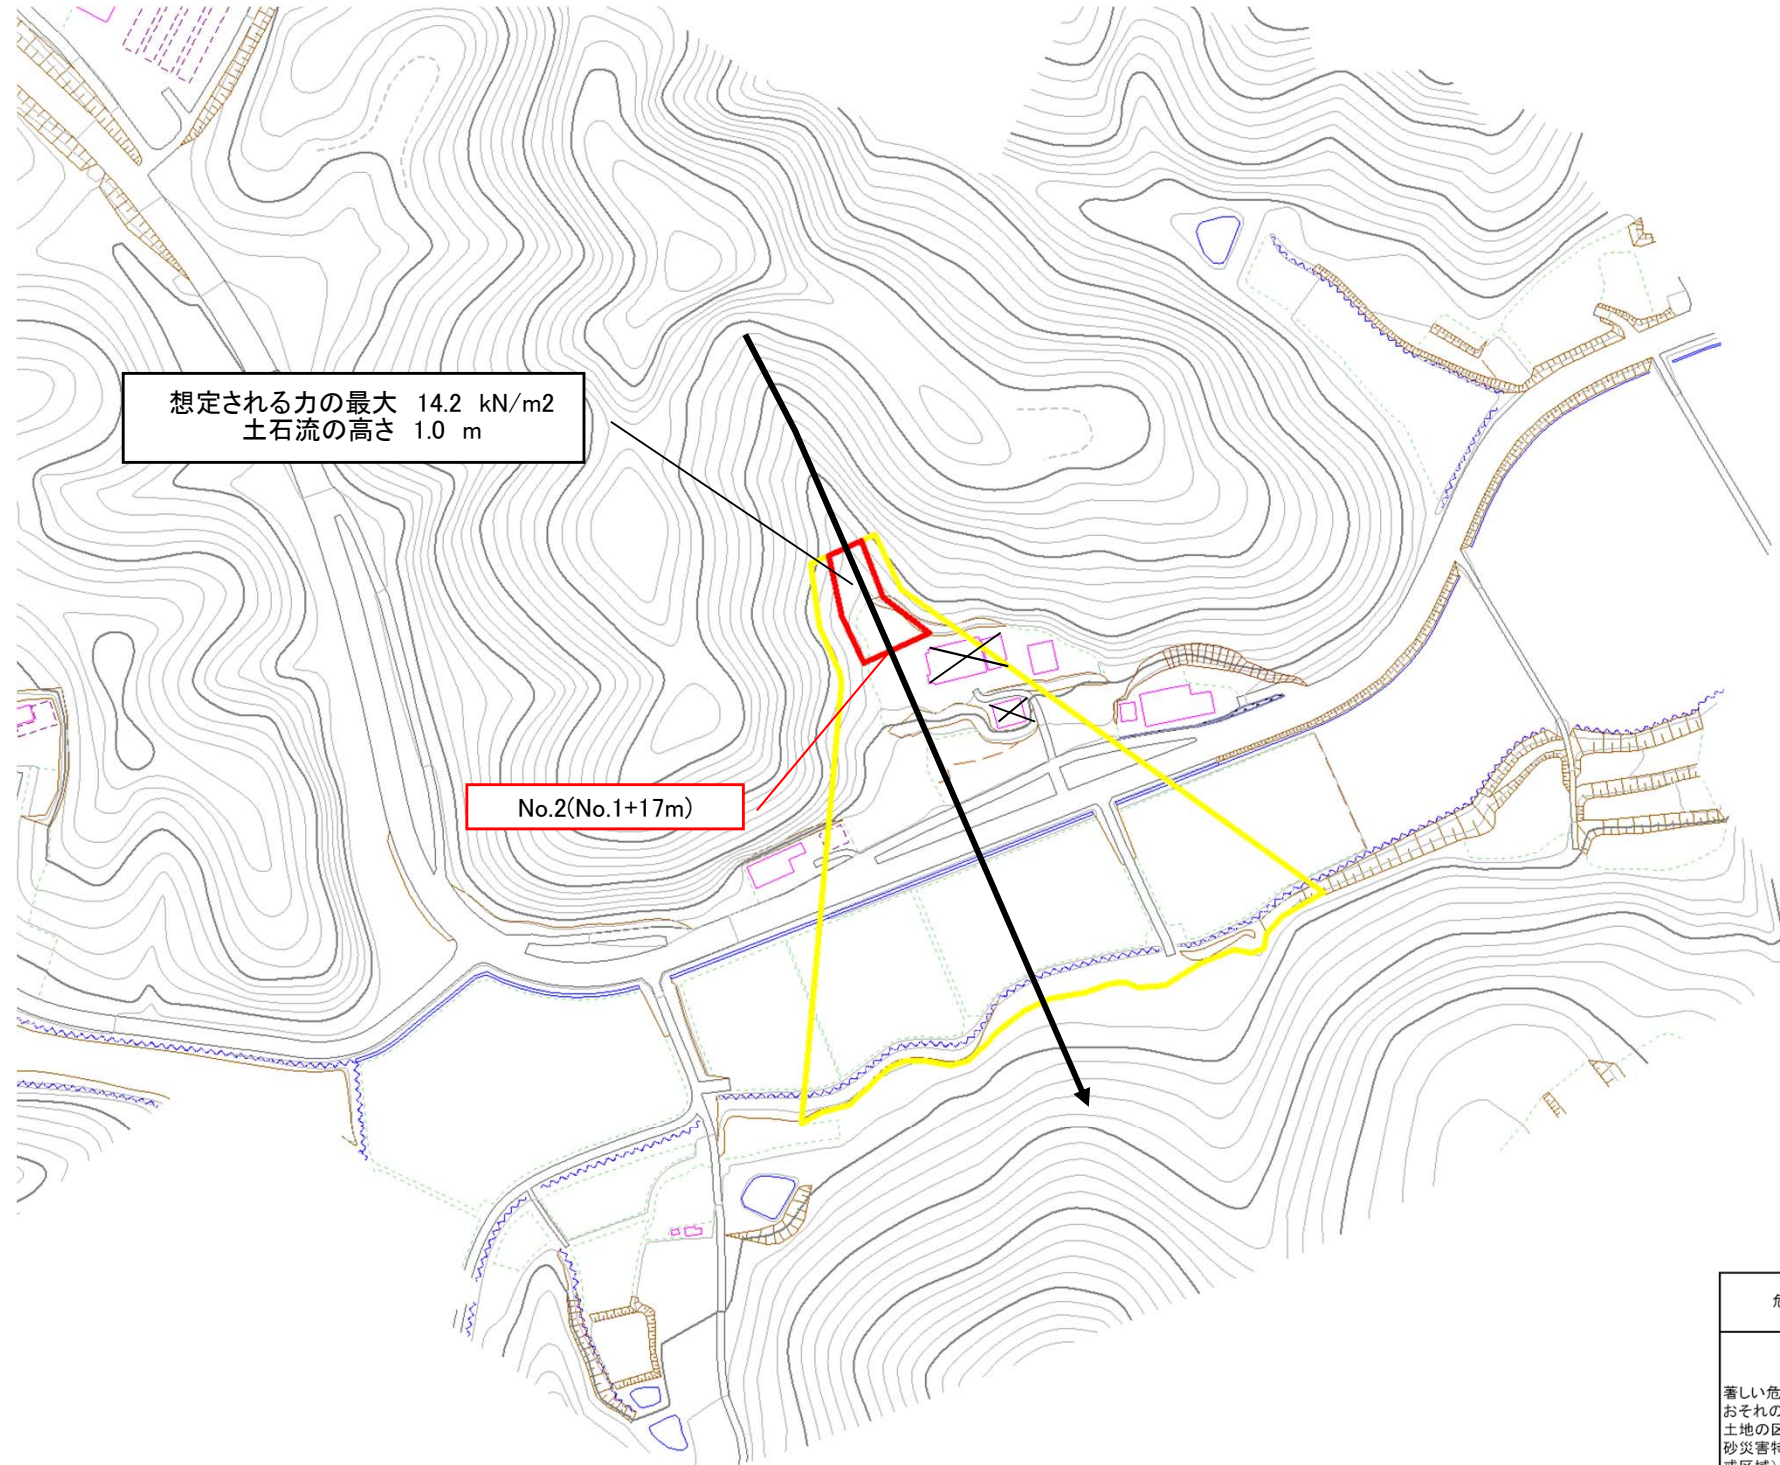 想定される力の最大 14.2 kN/m2
土石流の高さ 1.0 m
No.2(No.1+17m)
著しい危
おそれの
土地の区
砂災害特